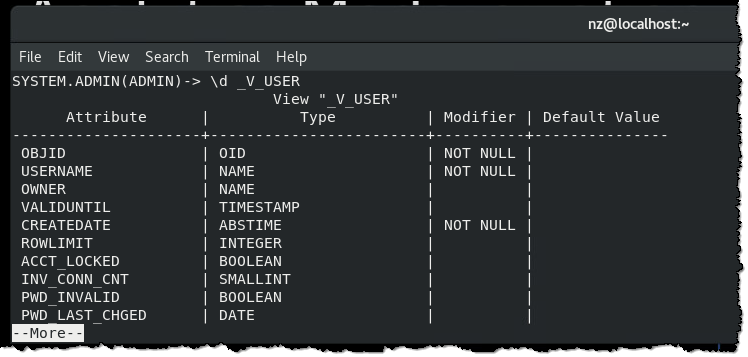 nz@localhost:~
File Edit View Search Terminal Help
SYSTEM.ADMIN(ADMIN)-> \d _V_USER
                             View "_V_USER"
      Attribute      |          Type          | Modifier | Default Value
---------------------+------------------------+----------+---------------
 OBJID               | OID                    | NOT NULL |
 USERNAME            | NAME                   | NOT NULL |
 OWNER               | NAME                   |          |
 VALIDUNTIL          | TIMESTAMP              |          |
 CREATEDATE          | ABSTIME                | NOT NULL |
 ROWLIMIT            | INTEGER                |          |
 ACCT_LOCKED         | BOOLEAN                |          |
 INV_CONN_CNT        | SMALLINT               |          |
 PWD_INVALID         | BOOLEAN                |          |
 PWD_LAST_CHGED      | DATE                   |          |
--More--